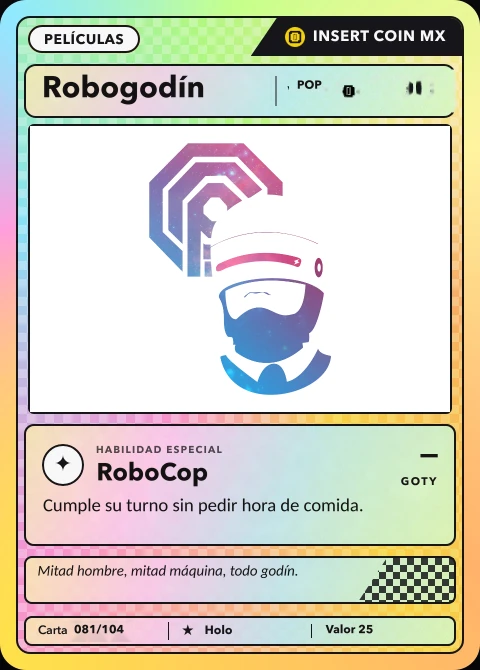 PELÍCULAS
INSERT COIN MX
Robogodín
POP
HABILIDAD ESPECIAL
RoboCop
GOTY
Cumple su turno sin pedir hora de comida.
Mitad hombre, mitad máquina, todo godín.
Carta 081/104 ★ Holo Valor 25